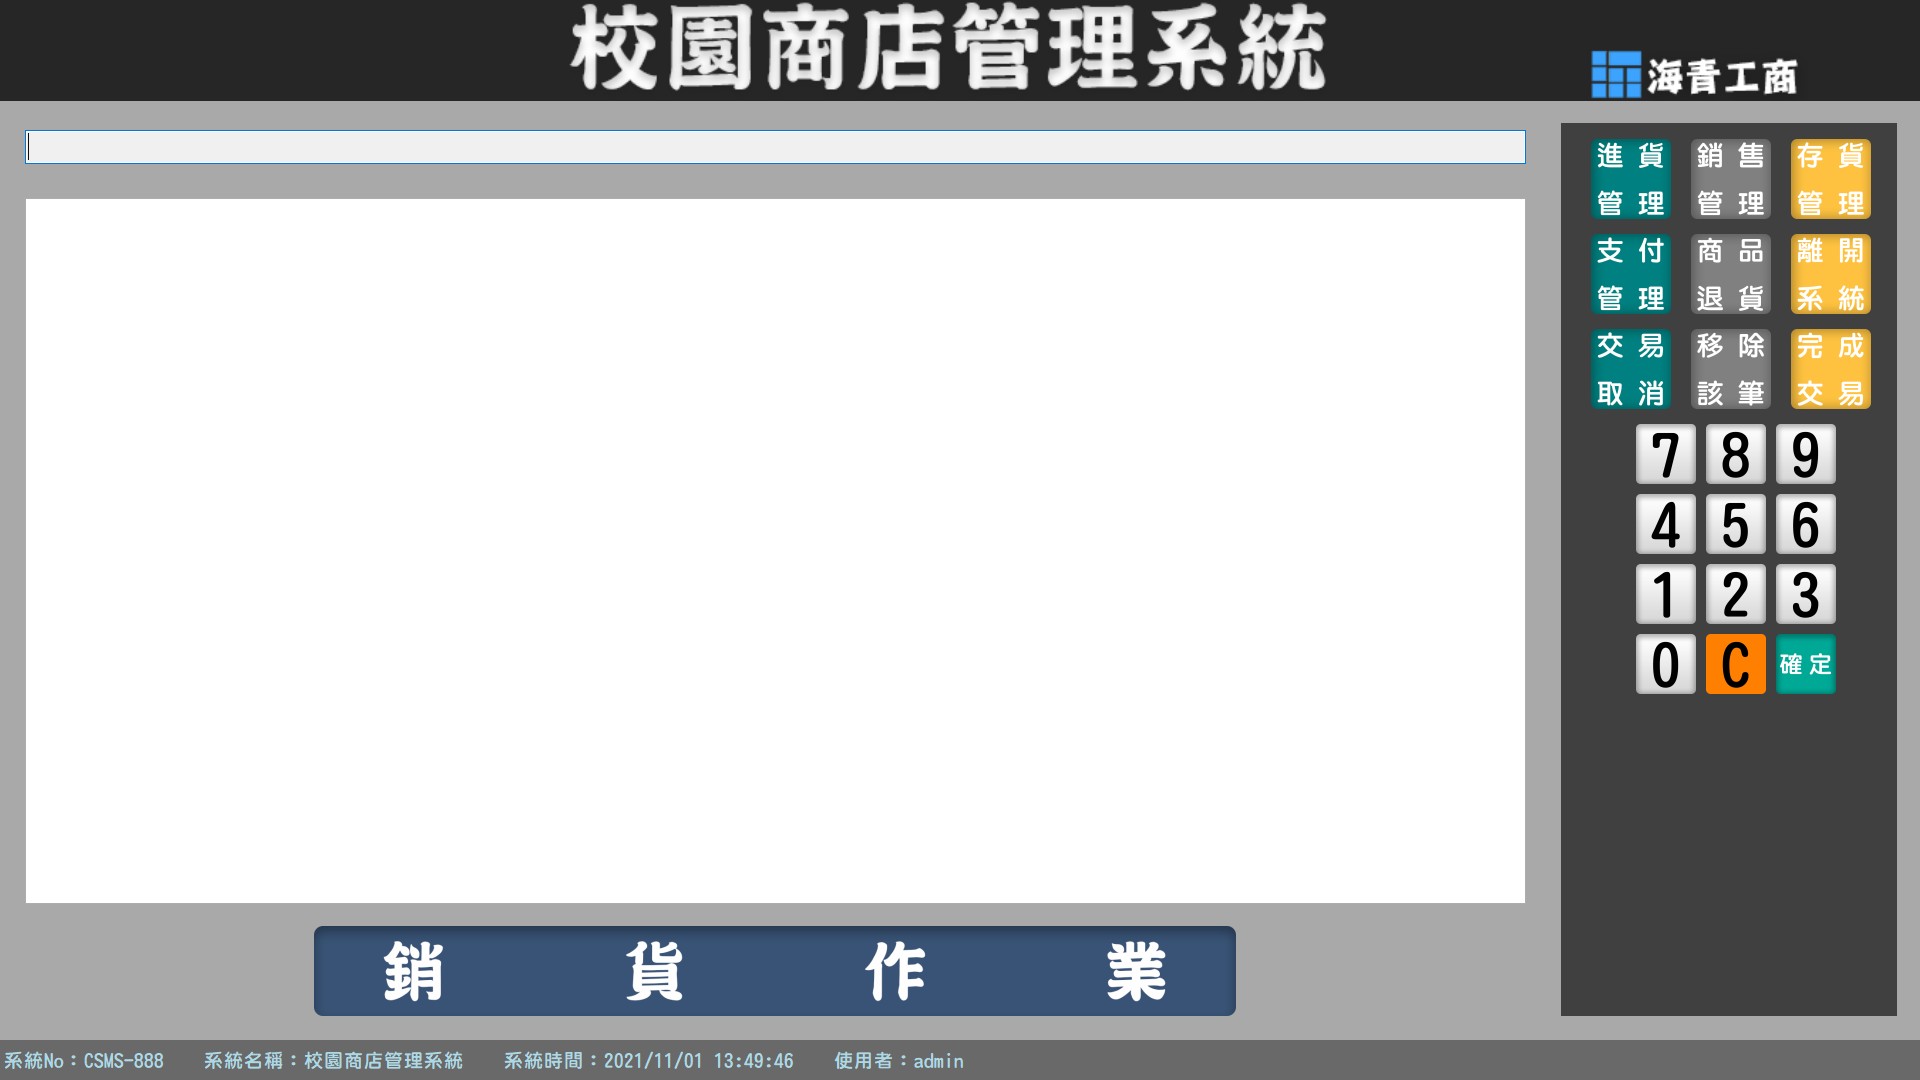 校園商店管理系統
海青工商
進貨管理
銷售管理
存貨管理
支付管理
商品退貨
離開系統
交易取消
移除該筆
完成交易
7 8 9
4 5 6
1 2 3
0 C 確定
銷貨作業
系統No：CSMS-888 系統名稱：校園商店管理系統 系統時間：2021/11/01 13:49:46 使用者：admin